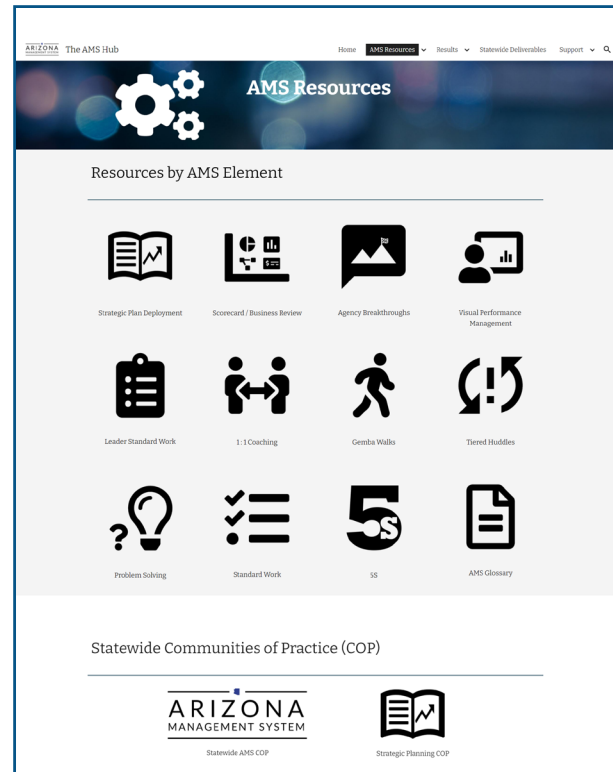 ARIZONA
MANAGEMENT SYSTEM
The AMS Hub
Home AMS Resources Results Statewide Deliverables Support
AMS Resources
Resources by AMS Element
Strategic Plan Deployment
Scorecard / Business Review
Agency Breakthroughs
Visual Performance
Management
Leader Standard Work
1 : 1 Coaching
Gemba Walks
Tiered Huddles
?
!
Problem Solving
Standard Work
5s
5S
AMS Glossary
Statewide Communities of Practice (COP)
ARIZONA
MANAGEMENT SYSTEM
Statewide AMS COP
Strategic Planning COP